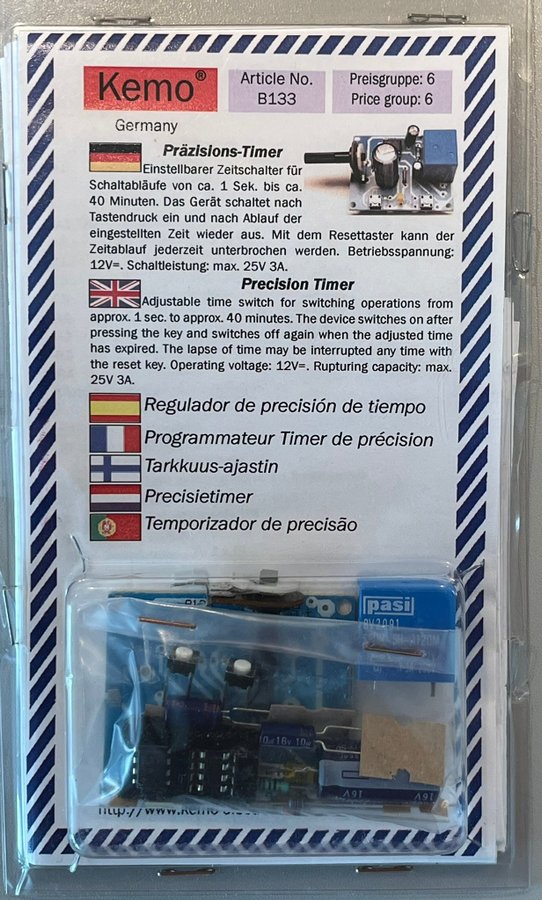 Kemo®
Germany
Article No.
B133
Preisgruppe: 6
Price group: 6
Präzisions-Timer
Einstellbarer Zeitschalter für
Schaltabläufe von ca. 1 Sek. bis ca.
40 Minuten. Das Gerät schaltet nach
Tastendruck ein und nach Ablauf der
eingestellten Zeit wieder aus. Mit dem Resettaster kann der
Zeitablauf jederzeit unterbrochen werden. Betriebsspannung:
12V=. Schaltleistung: max. 25V 3A.
Precision Timer
Adjustable time switch for switching operations from
approx. 1 sec. to approx. 40 minutes. The device switches on after
pressing the key and switches off again when the adjusted time
has expired. The lapse of time may be interrupted any time with
the reset key. Operating voltage: 12V=. Rupturing capacity: max.
25V 3A.
Regulador de precisión de tiempo
Programmateur Timer de précision
Tarkkuus-ajastin
Precisietimer
Temporizador de precisão
pasi
16V
16V
http://www.kemo